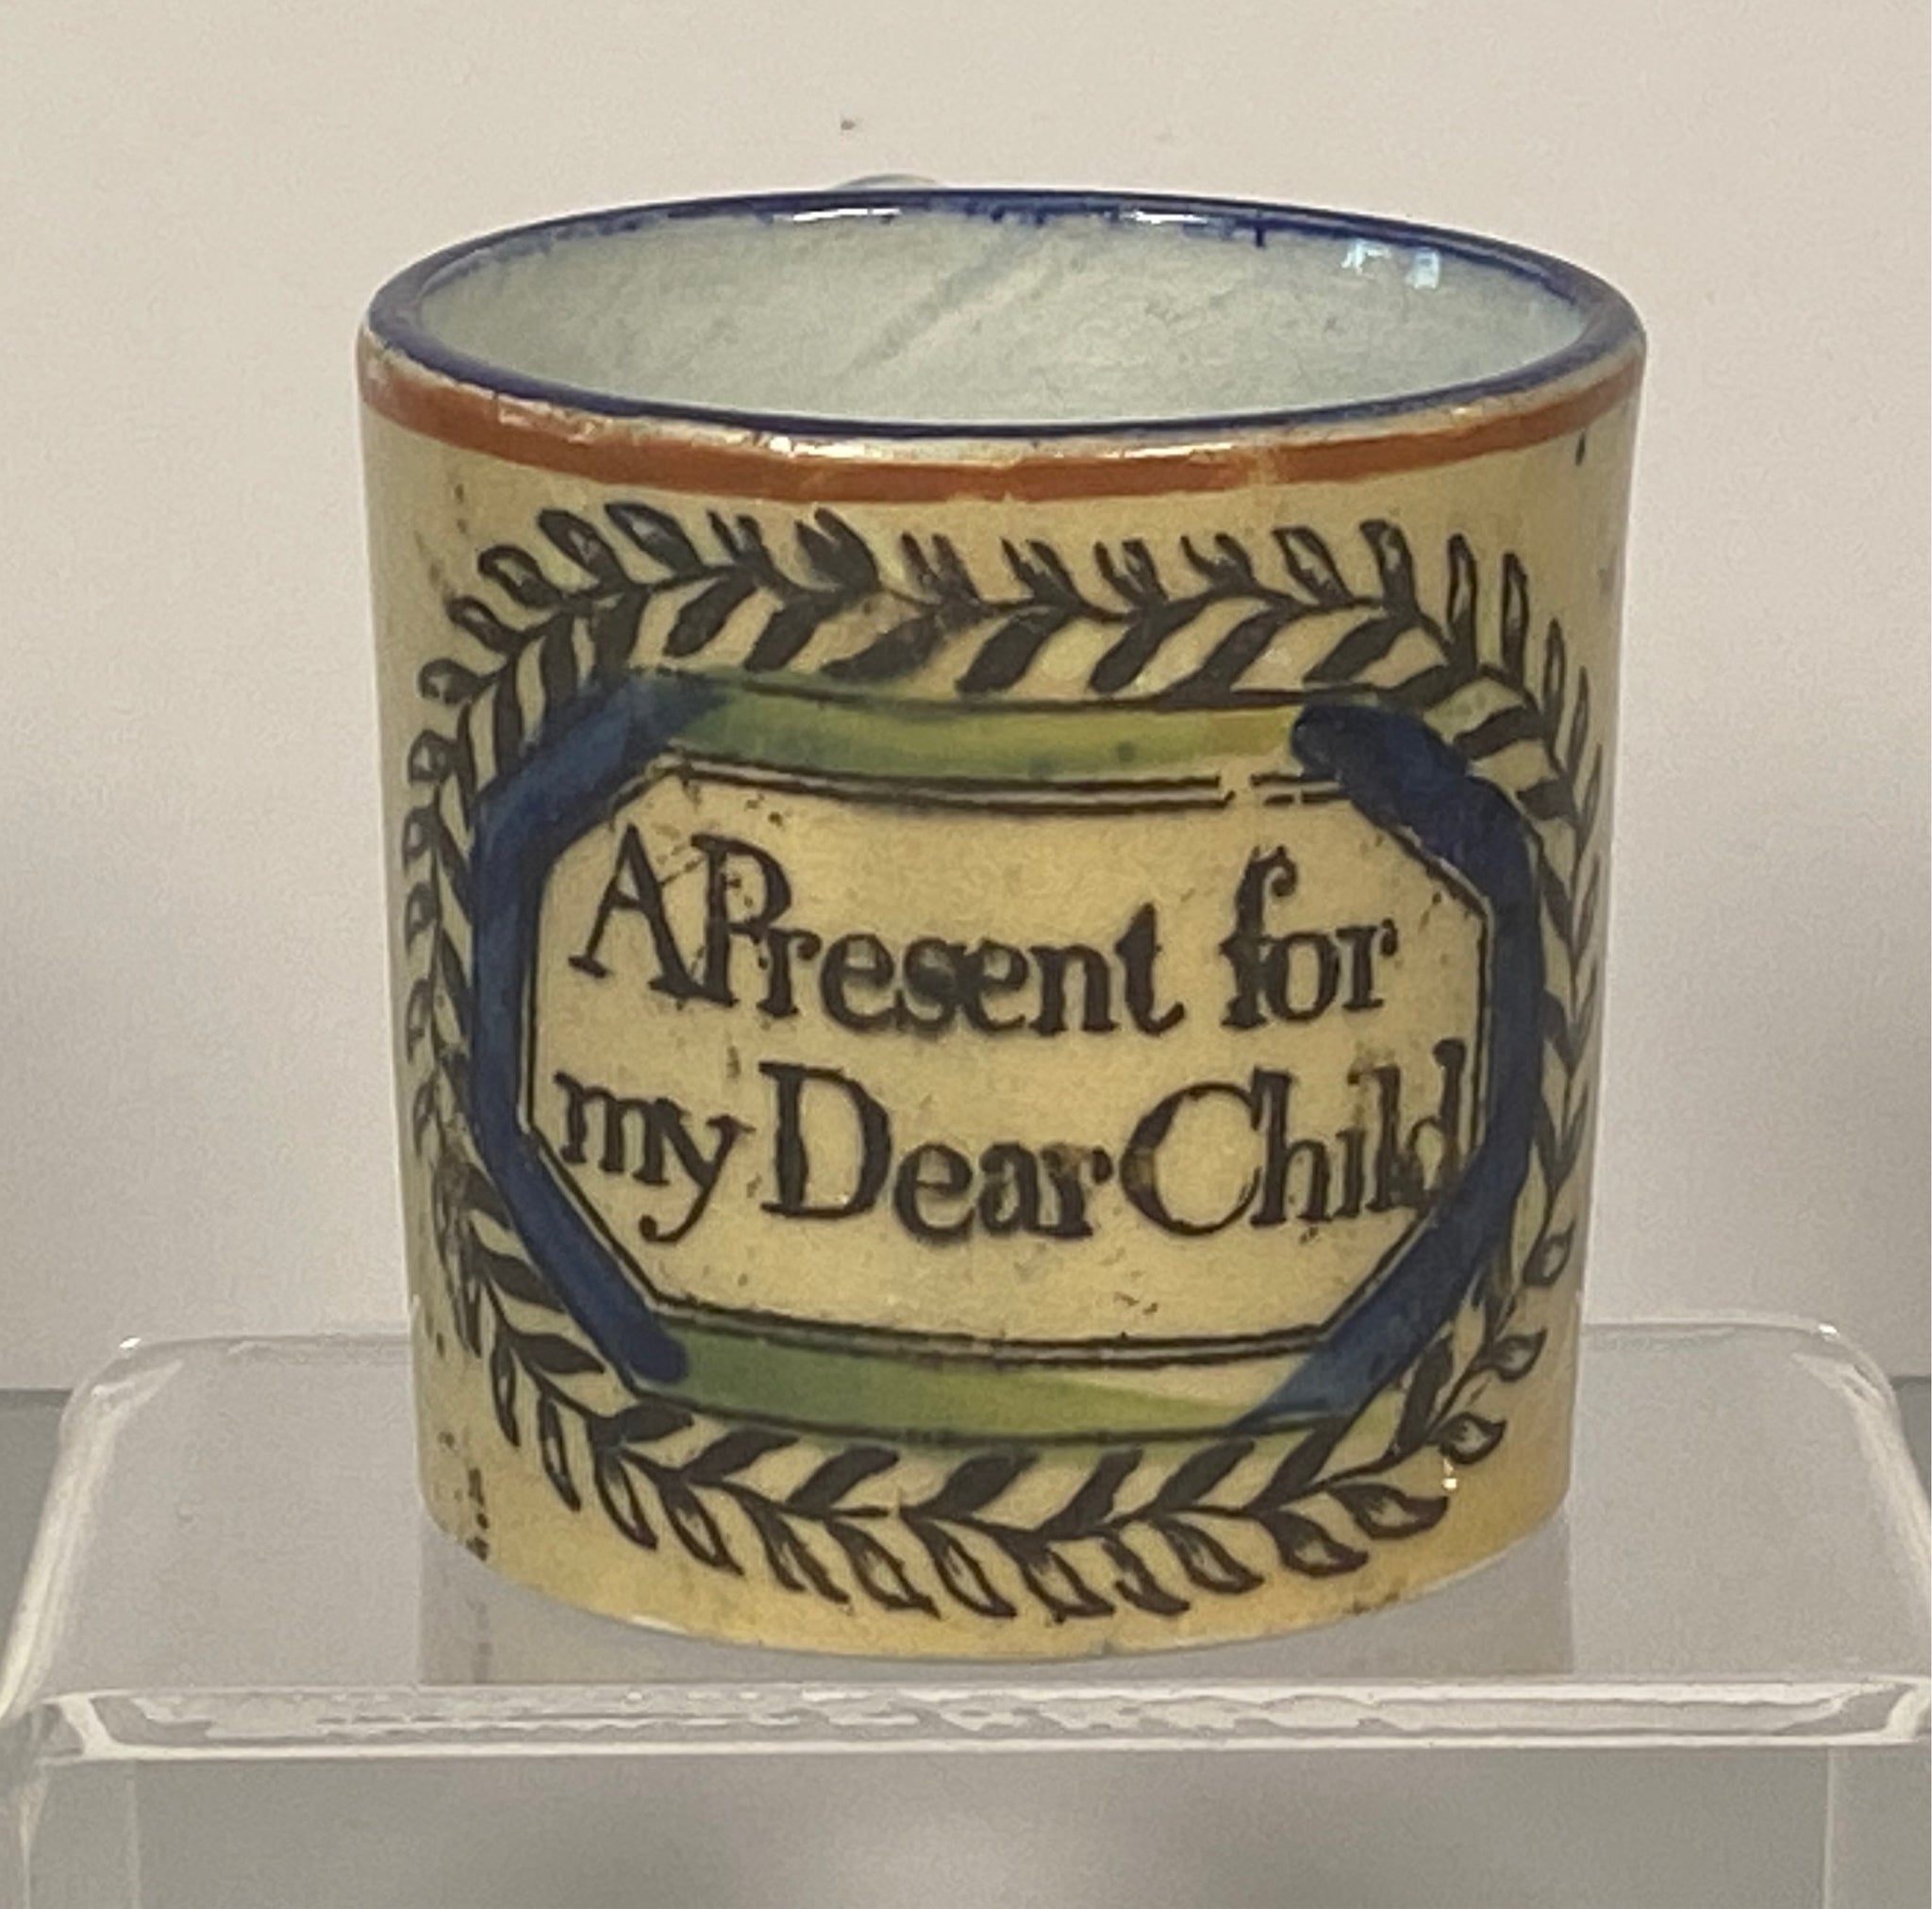 A Present for
my Dear Child